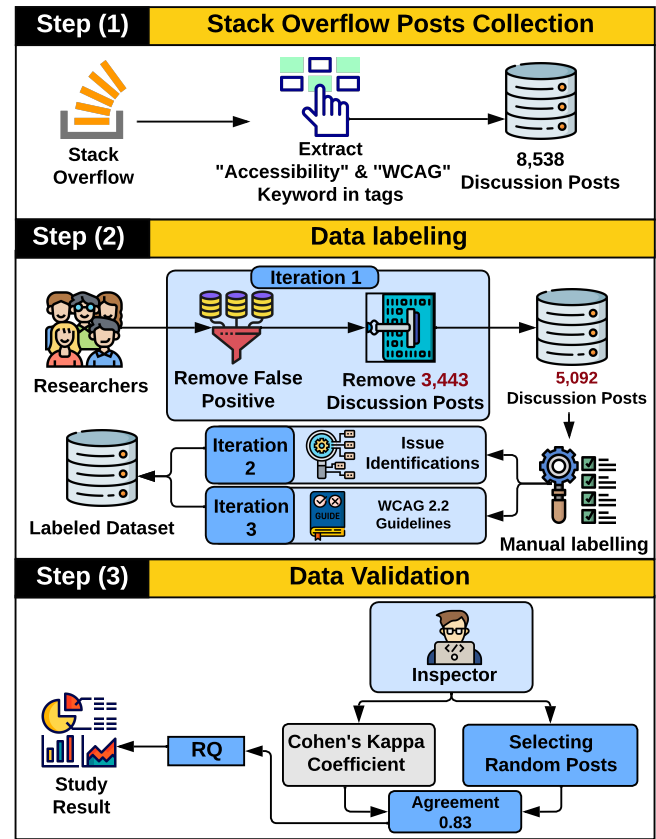 Step (1)
Stack Overflow Posts Collection
Stack
Overflow
Extract
"Accessibility" & "WCAG"
Keyword in tags
8,538
Discussion Posts
Step (2)
Data labeling
Iteration 1
Researchers
Remove False
Positive
Remove 3,443
Discussion Posts
5,092
Discussion Posts
Iteration
2
Issue
Identifications
Iteration
3
GUIDE
WCAG 2.2
Guidelines
Labeled Dataset
Manual labelling
Step (3)
Data Validation
Inspector
Cohen's Kappa
Coefficient
Selecting
Random Posts
RQ
Agreement
0.83
Study
Result